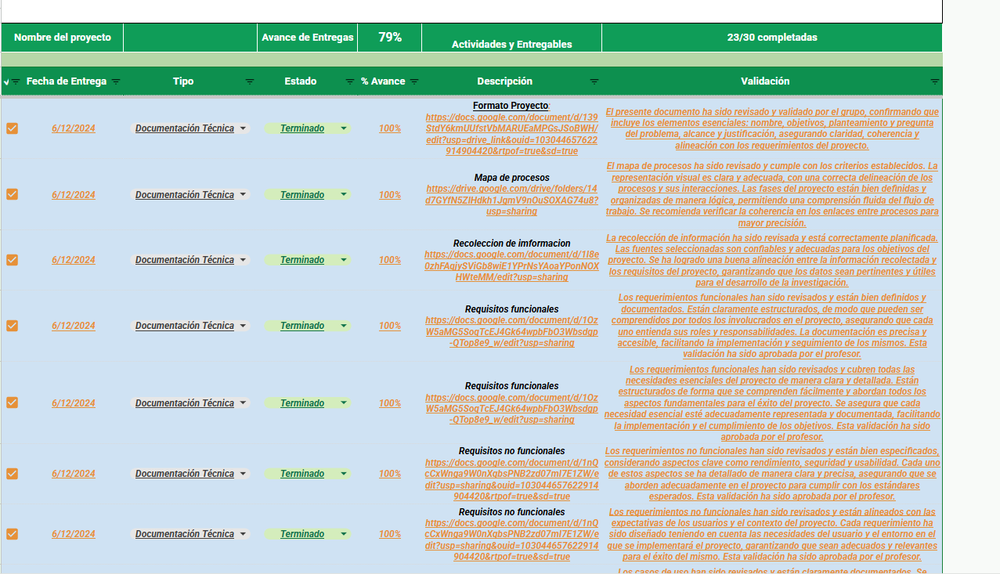 Nombre del proyecto
Avance de Entregas
79%
Actividades y Entregables
23/30 completadas
Fecha de Entrega
Tipo
Estado
% Avance
Descripción
Validación
6/12/2024
Documentación Técnica
Terminado
100%
Formato Proyecto:
https://docs.google.com/document/d/139
StdY6kmUUfstVbMARUEaMPGsJSoBWH/
edit?usp=drive_link&ouid=103044657622
914904420&rtpof=true&sd=true
El presente documento ha sido revisado y validado por el grupo, confirmando que
incluye los elementos esenciales: nombre, objetivos, planteamiento y pregunta
del problema, alcance y justificación, asegurando claridad, coherencia y
alineación con los requerimientos del proyecto.
6/12/2024
Documentación Técnica
Terminado
100%
Mapa de procesos
https://drive.google.com/drive/folders/14
d7GYfN5ZIHdkh1JgmV9nOuSOXAG74u8?
usp=sharing
El mapa de procesos ha sido revisado y cumple con los criterios establecidos. La
representación visual es clara y adecuada, con una correcta delineación de los
procesos y sus interacciones. Las fases del proyecto están bien definidas y
organizadas de manera lógica, permitiendo una comprensión fluida del flujo de
trabajo. Se recomienda verificar la coherencia en los enlaces entre procesos para
mayor precisión.
6/12/2024
Documentación Técnica
Terminado
100%
Recoleccion de imformacion
https://docs.google.com/document/d/1I8e
0zhFAqjySViGb8wiE1YPrNsYAoaYPonNOX
HWteMM/edit?usp=sharing
La recolección de información ha sido revisada y está correctamente planificada.
Las fuentes seleccionadas son confiables y adecuadas para los objetivos del
proyecto. Se ha logrado una buena alineación entre la información recolectada y
los requisitos del proyecto, garantizando que los datos sean pertinentes y útiles
para el desarrollo de la investigación.
6/12/2024
Documentación Técnica
Terminado
100%
Requisitos funcionales
https://docs.google.com/document/d/1Oz
W5aMG5SoqTcEJ4Gk64wpbFbO3Wbsdgp
-QTop8e9_w/edit?usp=sharing
Los requerimientos funcionales han sido revisados y están bien definidos y
documentados. Están claramente estructurados, de modo que pueden ser
comprendidos por todos los involucrados en el proyecto, asegurando que cada
uno entienda sus roles y responsabilidades. La documentación es precisa y
accesible, facilitando la implementación y seguimiento de los mismos. Esta
validación ha sido aprobada por el profesor.
6/12/2024
Documentación Técnica
Terminado
100%
Requisitos funcionales
https://docs.google.com/document/d/1Oz
W5aMG5SoqTcEJ4Gk64wpbFbO3Wbsdgp
-QTop8e9_w/edit?usp=sharing
Los requerimientos funcionales han sido revisados y cubren todas las
necesidades esenciales del proyecto de manera clara y detallada. Están
estructurados de forma que se comprenden fácilmente y abordan todos los
aspectos fundamentales para el éxito del proyecto. Se asegura que cada
necesidad esencial esté adecuadamente representada y documentada, facilitando
la implementación y el cumplimiento de los objetivos. Esta validación ha sido
aprobada por el profesor.
6/12/2024
Documentación Técnica
Terminado
100%
Requisitos no funcionales
https://docs.google.com/document/d/1nQ
cCxWnga9W0nXqbsPNB2zd07mI7E1ZW/e
dit?usp=sharing&ouid=103044657622914
904420&rtpof=true&sd=true
Los requerimientos no funcionales han sido revisados y están bien especificados,
considerando aspectos clave como rendimiento, seguridad y usabilidad. Cada uno
de estos aspectos se ha detallado de manera clara y precisa, asegurando que se
aborden adecuadamente en el proyecto para cumplir con los estándares
esperados. Esta validación ha sido aprobada por el profesor.
6/12/2024
Documentación Técnica
Terminado
100%
Requisitos no funcionales
https://docs.google.com/document/d/1nQ
cCxWnga9W0nXqbsPNB2zd07mI7E1ZW/e
dit?usp=sharing&ouid=103044657622914
904420&rtpof=true&sd=true
Los requerimientos no funcionales han sido revisados y están alineados con las
expectativas de los usuarios y el contexto del proyecto. Cada requerimiento ha
sido diseñado teniendo en cuenta las necesidades del usuario y el entorno en el
que se implementará el proyecto, garantizando que sean adecuados y relevantes
para el éxito del mismo. Esta validación ha sido aprobada por el profesor.
Los casos de uso han sido revisados y están claramente documentados. Se